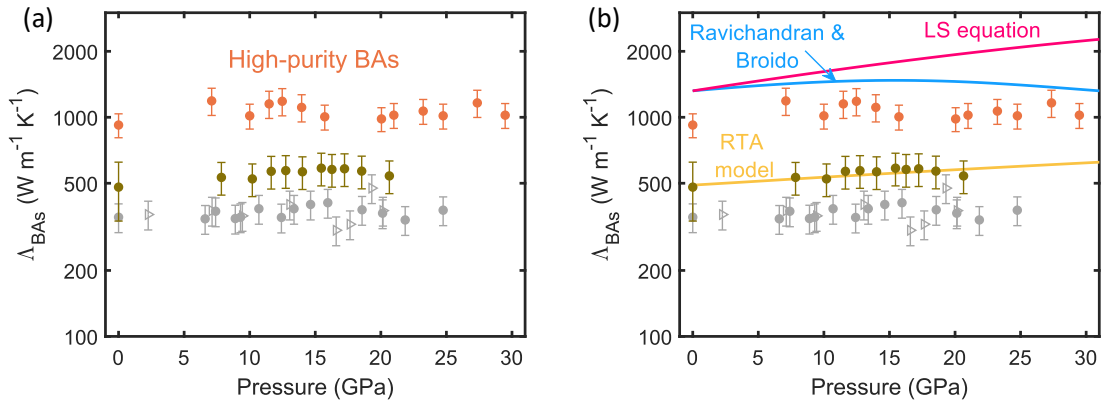 (a)
High-purity BAs
2000
1000
500
200
100
Λ_BAs
(W m⁻¹ K⁻¹)
0 5 10 15 20 25 30
Pressure (GPa)
(b)
LS equation
Ravichandran &
Broido
RTA
model
2000
1000
500
200
100
Λ_BAs
(W m⁻¹ K⁻¹)
0 5 10 15 20 25 30
Pressure (GPa)